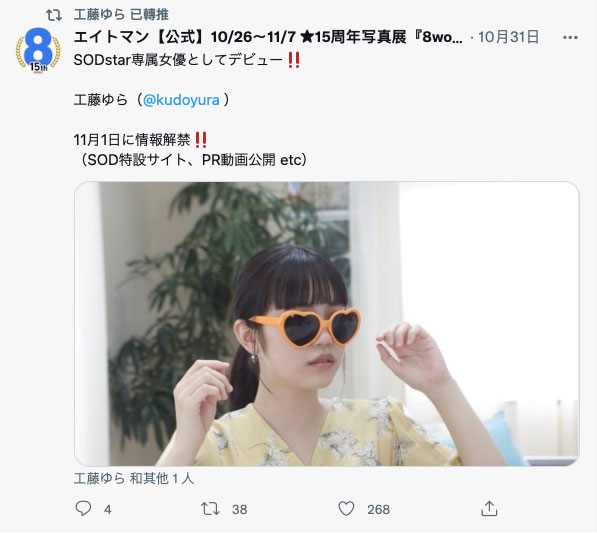 工藤ゆら 已轉推
8
15th
エイトマン【公式】10/26〜11/7 ★15周年写真展『8wo... · 10月31日 ...
SODstar専属女優としてデビュー‼️
工藤ゆら（@kudoyura ）
11月1日に情報解禁‼️
（SOD特設サイト、PR動画公開 etc）
工藤ゆら 和其他 1 人
4 38 268